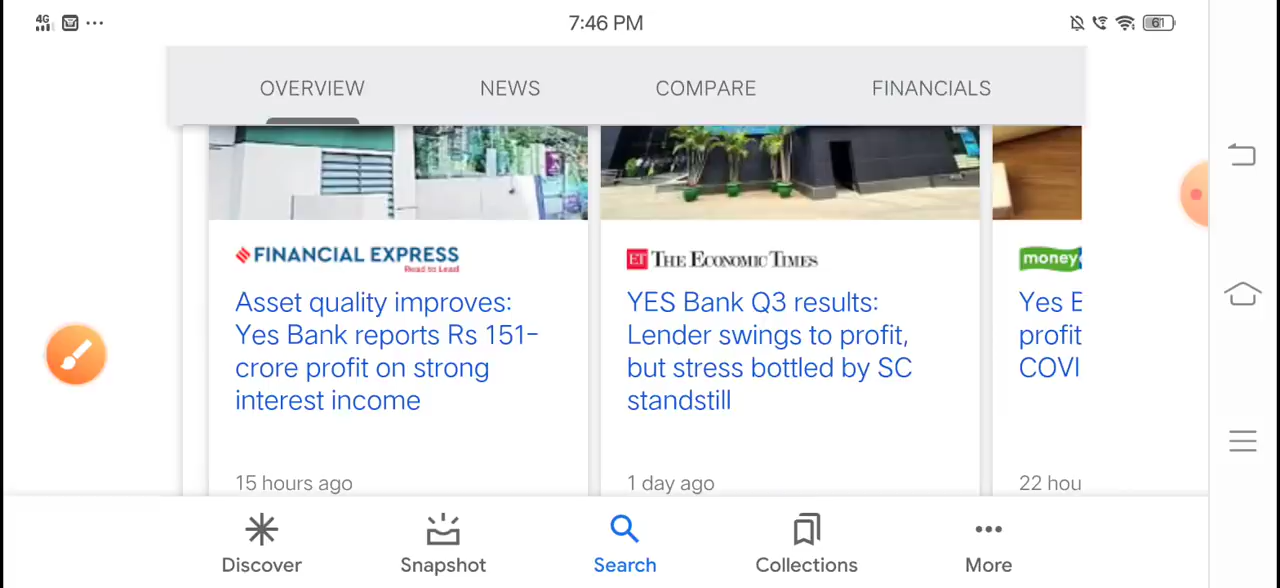 4G 7:46 PM 61
OVERVIEW NEWS COMPARE FINANCIALS
FINANCIAL EXPRESS
Read to Lead
Asset quality improves:
Yes Bank reports Rs 151-
crore profit on strong
interest income
15 hours ago
ET THE ECONOMIC TIMES
YES Bank Q3 results:
Lender swings to profit,
but stress bottled by SC
standstill
1 day ago
money
Yes
profit
COVI
22 hou
Discover Snapshot Search Collections More